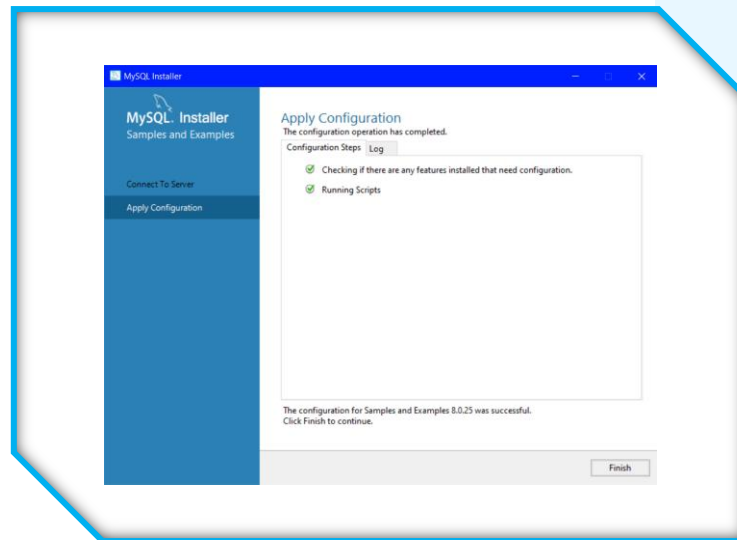 MySQL Installer
MySQL. Installer
Samples and Examples
Connect To Server
Apply Configuration
Apply Configuration
The configuration operation has completed.
Configuration Steps Log
Checking if there are any features installed that need configuration.
Running Scripts
The configuration for Samples and Examples 8.0.25 was successful.
Click Finish to continue.
Finish